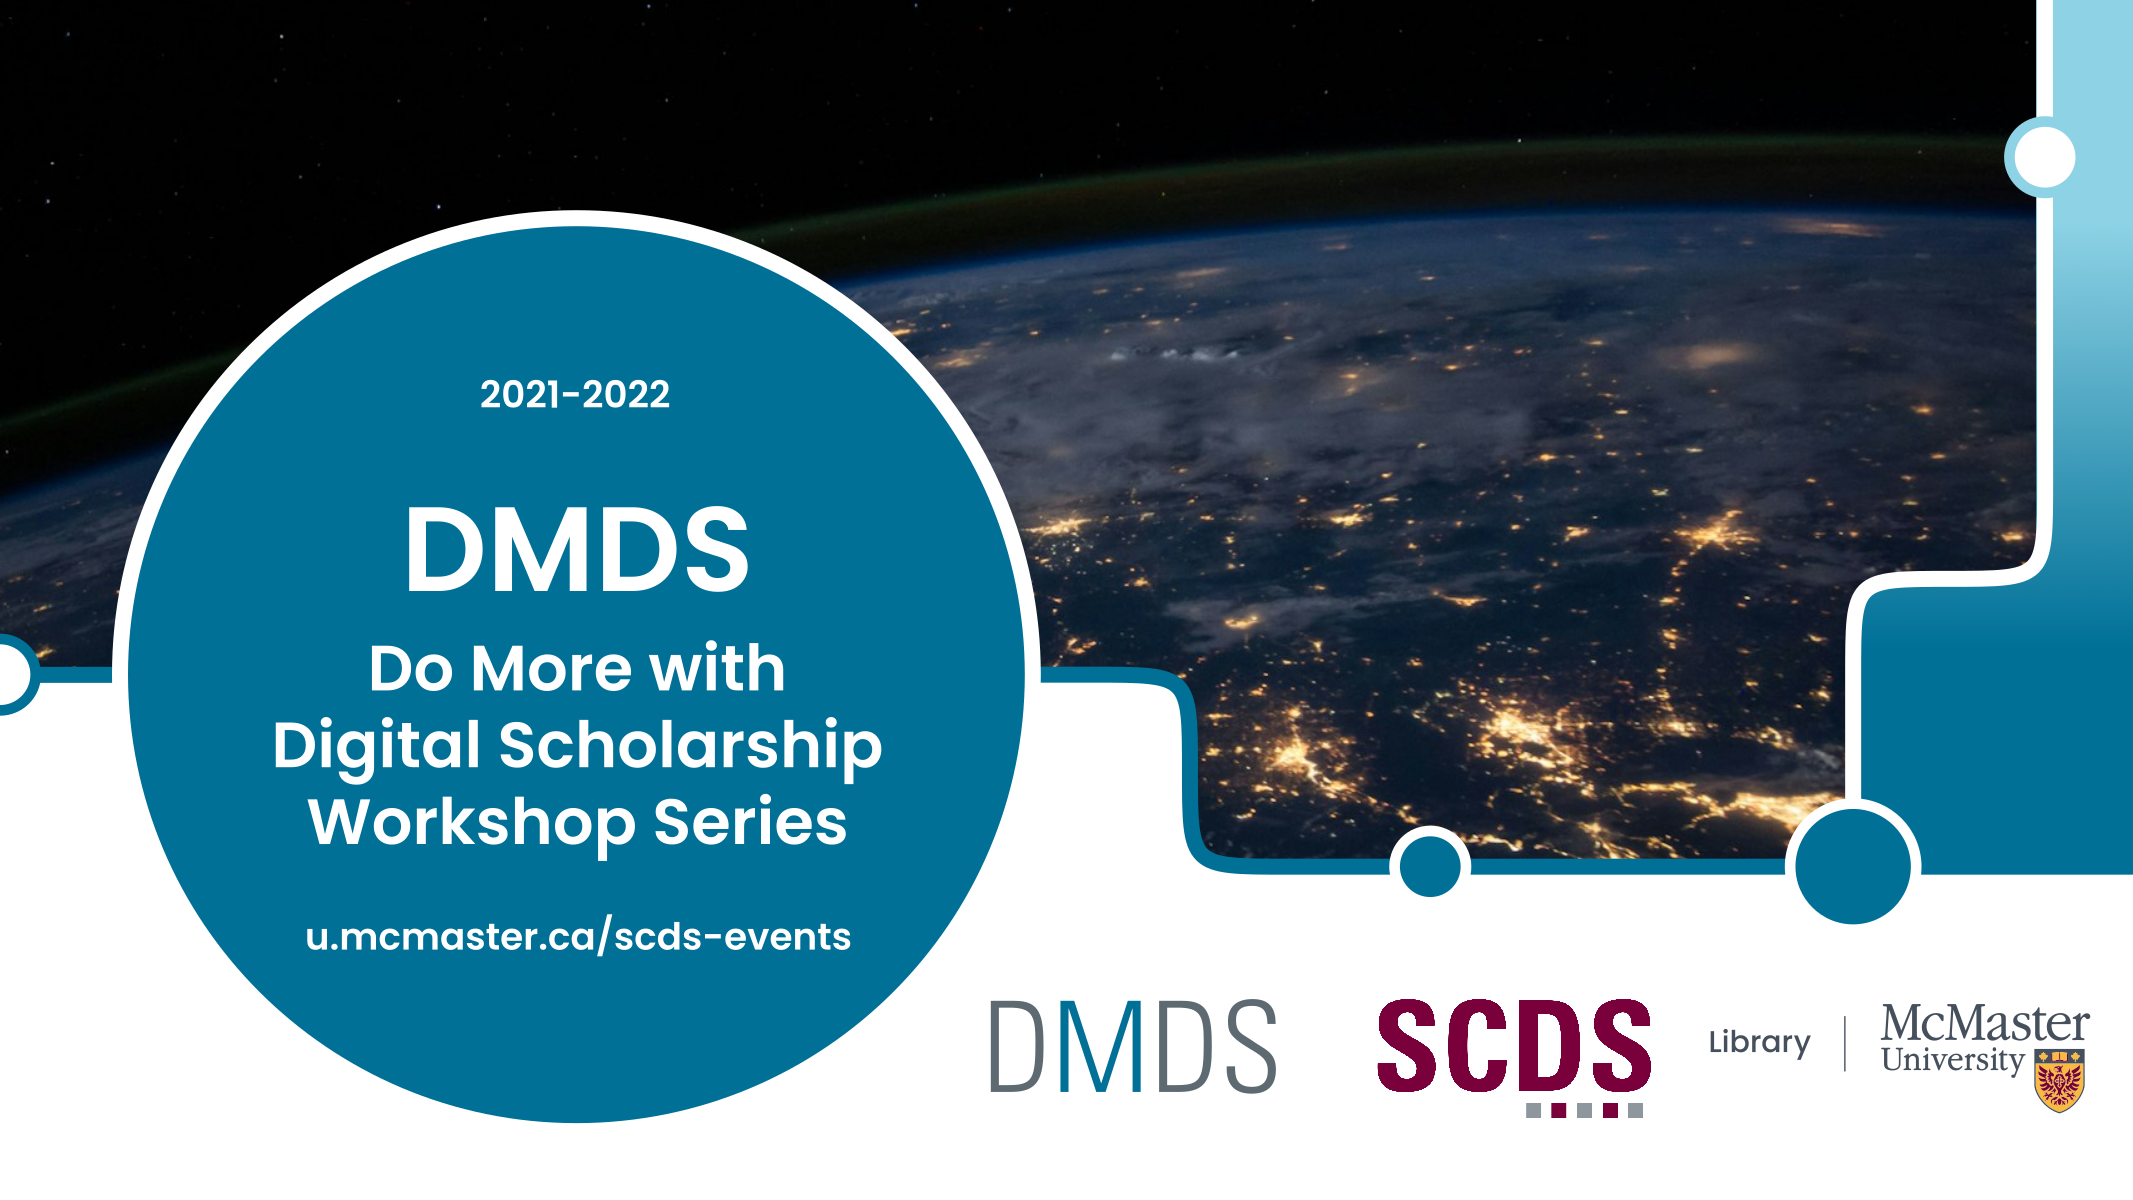 2021-2022
DMDS
Do More with
Digital Scholarship
Workshop Series
u.mcmaster.ca/scds-events
DMDS
SCDS
Library
McMaster
University